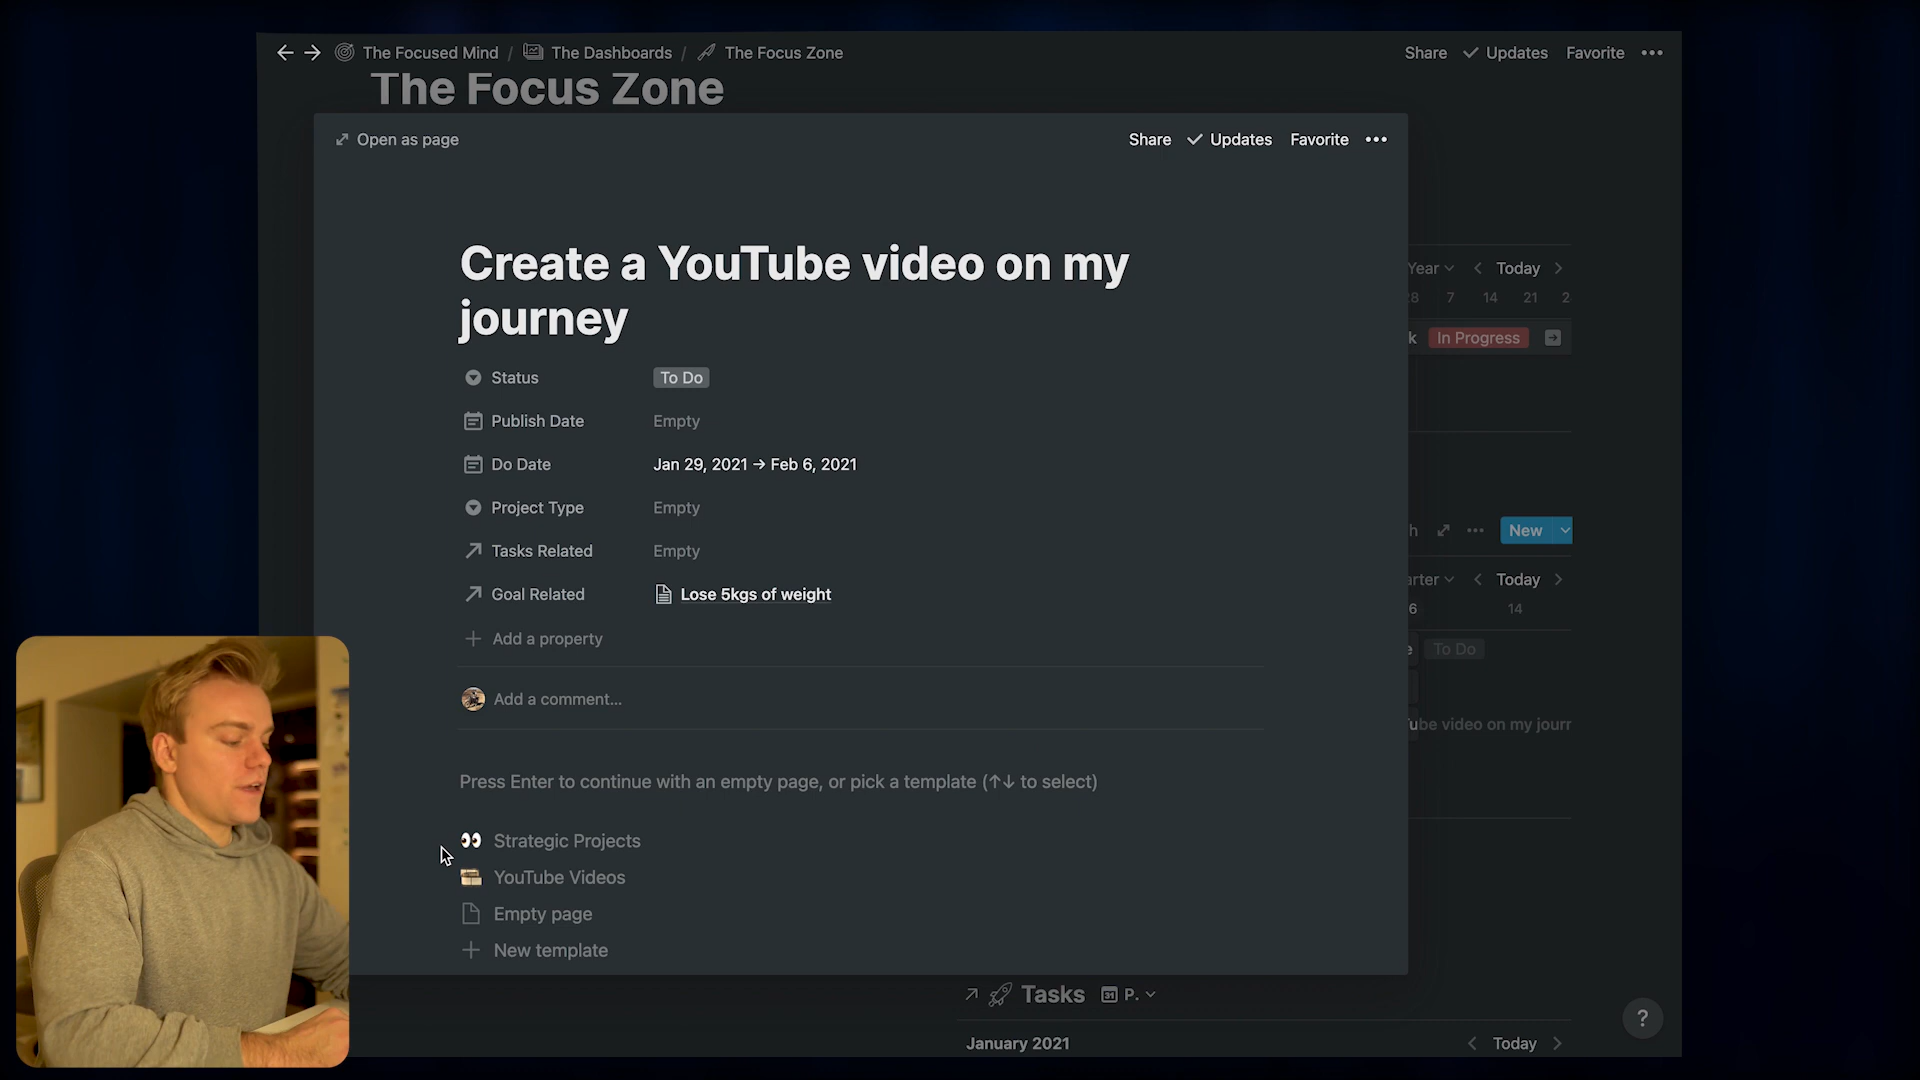 The Focused Mind / The Dashboards / The Focus Zone
Share Updates Favorite
The Focus Zone
Open as page
Share Updates Favorite
Create a YouTube video on my
journey
Status To Do
Publish Date Empty
Do Date Jan 29, 2021 → Feb 6, 2021
Project Type Empty
Tasks Related Empty
Goal Related Lose 5kgs of weight
+ Add a property
Add a comment...
Press Enter to continue with an empty page, or pick a template (↑↓ to select)
Strategic Projects
YouTube Videos
Empty page
+ New template
Year Today
7 14 21
In Progress
New
Today
14
To Do
be video on my jour
Tasks 31 P.
January 2021 Today
?